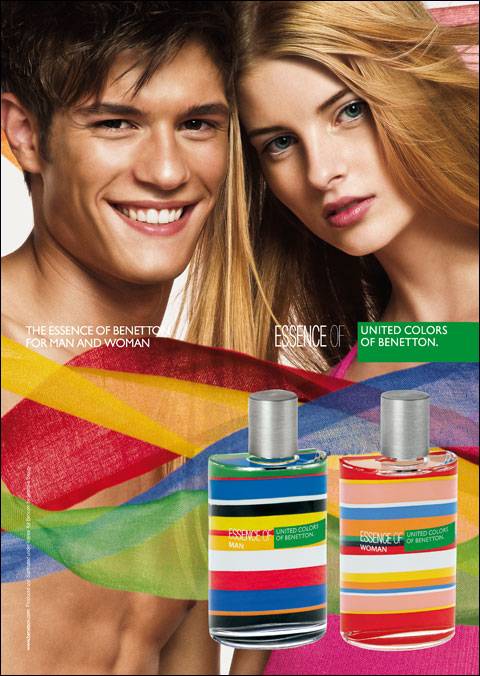 THE ESSENCE OF BENETTON
FOR MAN AND WOMAN
ESSENCE OF
UNITED COLORS
OF BENETTON.
ESSENCE OF
MAN
UNITED COLORS
OF BENETTON.
ESSENCE OF
WOMAN
UNITED COLORS
OF BENETTON.